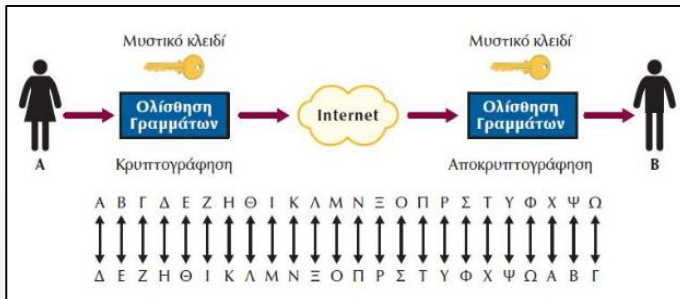 Μυστικό κλειδί Μυστικό κλειδί
Ολίσθηση Γραμμάτων Internet Ολίσθηση Γραμμάτων
Α Β
Κρυπτογράφηση Αποκρυπτογράφηση
Α Β Γ Δ Ε Ζ Η Θ Ι Κ Λ Μ Ν Ξ Ο Π Ρ Σ Τ Υ Φ Χ Ψ Ω
Δ Ε Ζ Η Θ Ι Κ Λ Μ Ν Ξ Ο Π Ρ Σ Τ Υ Φ Χ Ψ Ω Α Β Γ